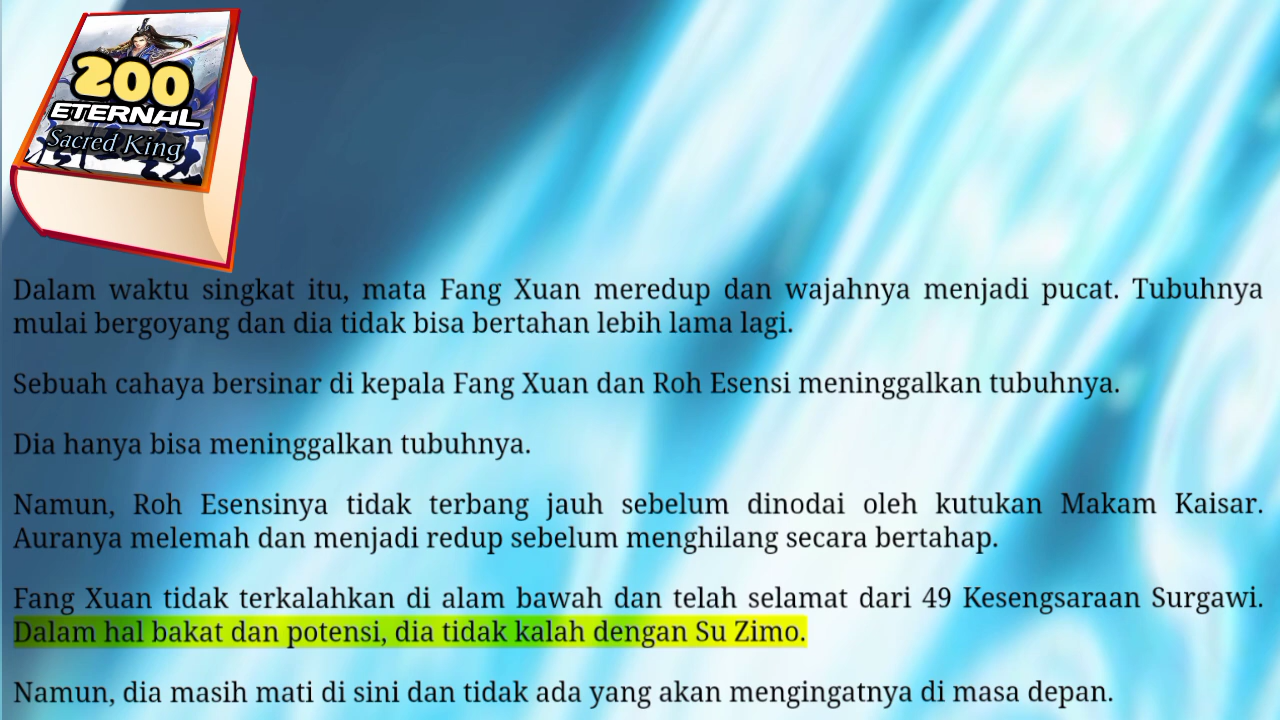 200
ETERNAL
Sacred King
Dalam waktu singkat itu, mata Fang Xuan meredup dan wajahnya menjadi pucat. Tubuhnya
mulai bergoyang dan dia tidak bisa bertahan lebih lama lagi.
Sebuah cahaya bersinar di kepala Fang Xuan dan Roh Esensi meninggalkan tubuhnya.
Dia hanya bisa meninggalkan tubuhnya.
Namun, Roh Esensinya tidak terbang jauh sebelum dinodai oleh kutukan Makam Kaisar.
Auranya melemah dan menjadi redup sebelum menghilang secara bertahap.
Fang Xuan tidak terkalahkan di alam bawah dan telah selamat dari 49 Kesengsaraan Surgawi.
Dalam hal bakat dan potensi, dia tidak kalah dengan Su Zimo.
Namun, dia masih mati di sini dan tidak ada yang akan mengingatnya di masa depan.